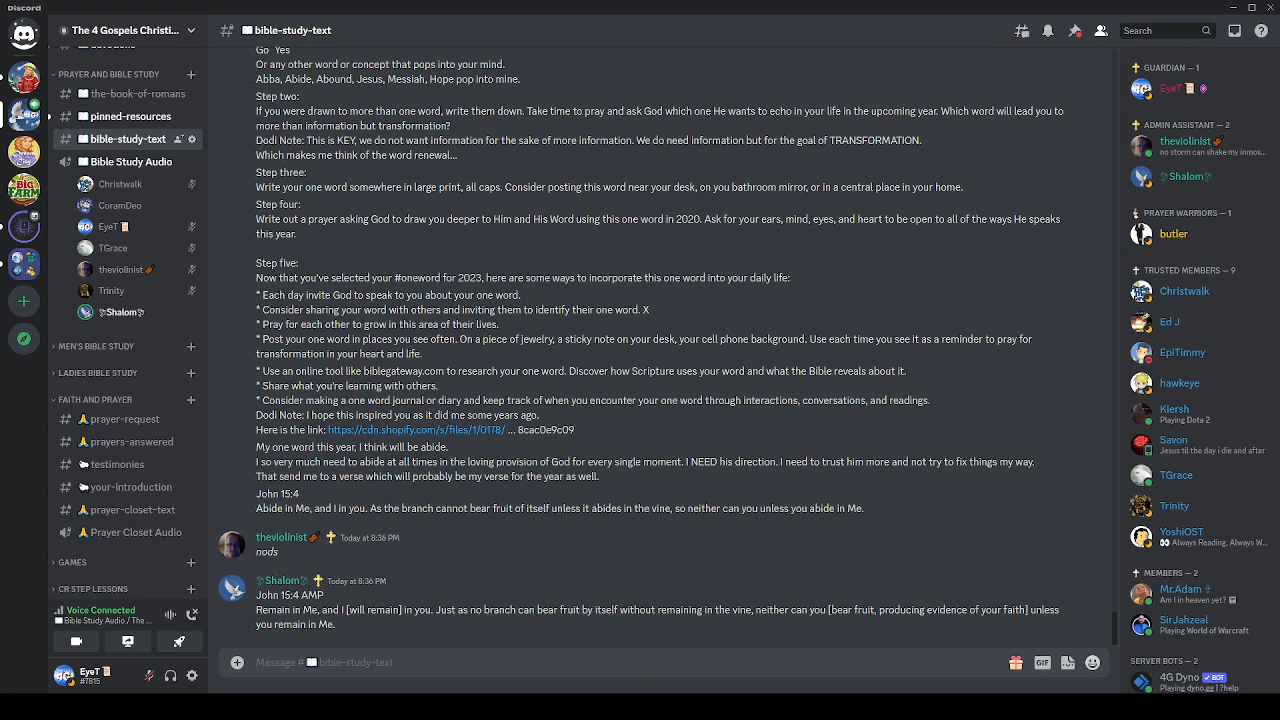 Discord
The 4 Gospels Christi...
bible-study-text
Search
PRAYER AND BIBLE STUDY
the-book-of-romans
pinned-resources
bible-study-text
Bible Study Audio
Christwalk
CoramDeo
EyeT
TGrace
theviolinist
Trinity
Shalom
MEN'S BIBLE STUDY
LADIES BIBLE STUDY
FAITH AND PRAYER
prayer-request
prayers-answered
testimonies
your-introduction
prayer-closet-text
Prayer Closet Audio
GAMES
CR STEP LESSONS
Voice Connected
Bible Study Audio / The ...
EyeT
#7815
Go Yes
Or any other word or concept that pops into your mind.
Abba, Abide, Abound, Jesus, Messiah, Hope pop into mine.
Step two:
If you were drawn to more than one word, write them down. Take time to pray and ask God which one He wants to echo in your life in the upcoming year. Which word will lead you to
more than information but transformation?
Dodi Note: This is KEY, we do not want information for the sake of more information. We do need information but for the goal of TRANSFORMATION.
Which makes me think of the word renewal...
Step three:
Write your one word somewhere in large print, all caps. Consider posting this word near your desk, on you bathroom mirror, or in a central place in your home.
Step four:
Write out a prayer asking God to draw you deeper to Him and His Word using this one word in 2020. Ask for your ears, mind, eyes, and heart to be open to all of the ways He speaks
this year.
Step five:
Now that you've selected your #oneword for 2023, here are some ways to incorporate this one word into your daily life:
* Each day invite God to speak to you about your one word.
* Consider sharing your word with others and inviting them to identify their one word. X
* Pray for each other to grow in this area of their lives.
* Post your one word in places you see often. On a piece of jewelry, a sticky note on your desk, your cell phone background. Use each time you see it as a reminder to pray for
transformation in your heart and life.
* Use an online tool like biblegateway.com to research your one word. Discover how Scripture uses your word and what the Bible reveals about it.
* Share what you're learning with others.
* Consider making a one word journal or diary and keep track of when you encounter your one word through interactions, conversations, and readings.
Dodi Note: I hope this inspired you as it did me some years ago.
Here is the link: https://cdn.shopify.com/s/files/1/0178/ ... 8cac0e9c09
My one word this year, I think will be abide.
I so very much need to abide at all times in the loving provision of God for every single moment. I NEED his direction. I need to trust him more and not try to fix things my way.
That send me to a verse which will probably be my verse for the year as well.
John 15:4
Abide in Me, and I in you. As the branch cannot bear fruit of itself unless it abides in the vine, so neither can you unless you abide in Me.
theviolinist Today at 8:36 PM
nods
Shalom Today at 8:36 PM
John 15:4 AMP
Remain in Me, and I [will remain] in you. Just as no branch can bear fruit by itself without remaining in the vine, neither can you [bear fruit, producing evidence of your faith] unless
you remain in Me.
Message # bible-study-text
GIF
GUARDIAN — 1
EyeT
ADMIN ASSISTANT — 2
theviolinist
no storm can shake my inmos...
Shalom
PRAYER WARRIORS — 1
butler
TRUSTED MEMBERS — 9
Christwalk
Ed J
EpiTimmy
hawkeye
Klersh
Playing Dota 2
Savon
Jesus til the day i die and after
TGrace
Trinity
YoshiOST
Always Reading, Always W...
MEMBERS — 2
Mr.Adam
Am I in heaven yet?
SirJahzeal
Playing World of Warcraft
SERVER BOTS — 2
4G Dyno BOT
Playing dyno.gg | ?help